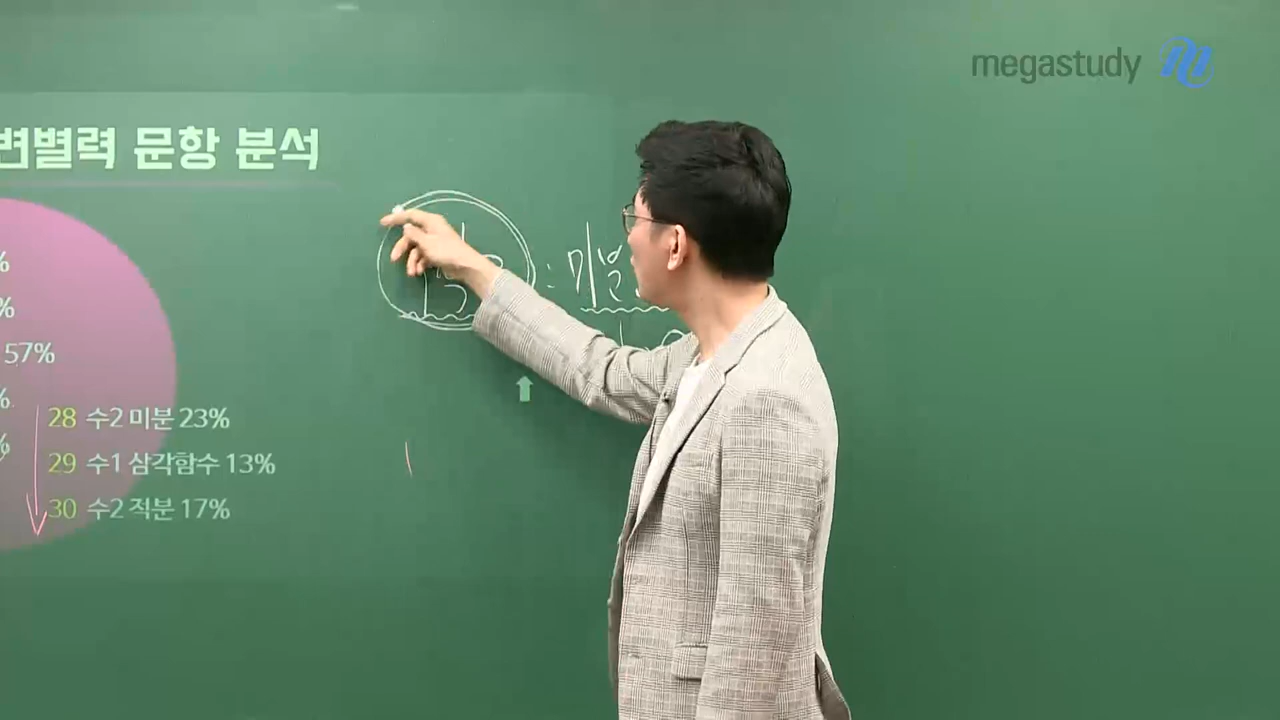 megastudy
변별력 문항 분석
%
%
57%
%
28 수2 미분 23%
%
29 수1 삼각함수 13%
30 수2 적분 17%
: 미분